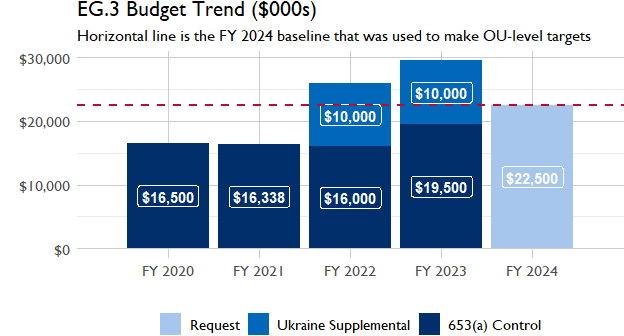 EG.3 Budget Trend ($000s)
Horizontal line is the FY 2024 baseline that was used to make OU-level targets
$30,000
$20,000
$10,000
$0
$16,500
$16,338
$10,000
$16,000
$10,000
$19,500
$22,500
FY 2020 FY 2021 FY 2022 FY 2023 FY 2024
Request Ukraine Supplemental 653(a) Control